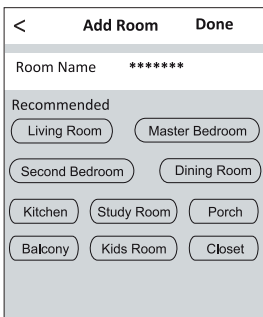 < Add Room Done
Room Name *******
Recommended
Living Room Master Bedroom
Second Bedroom Dining Room
Kitchen Study Room Porch
Balcony Kids Room Closet